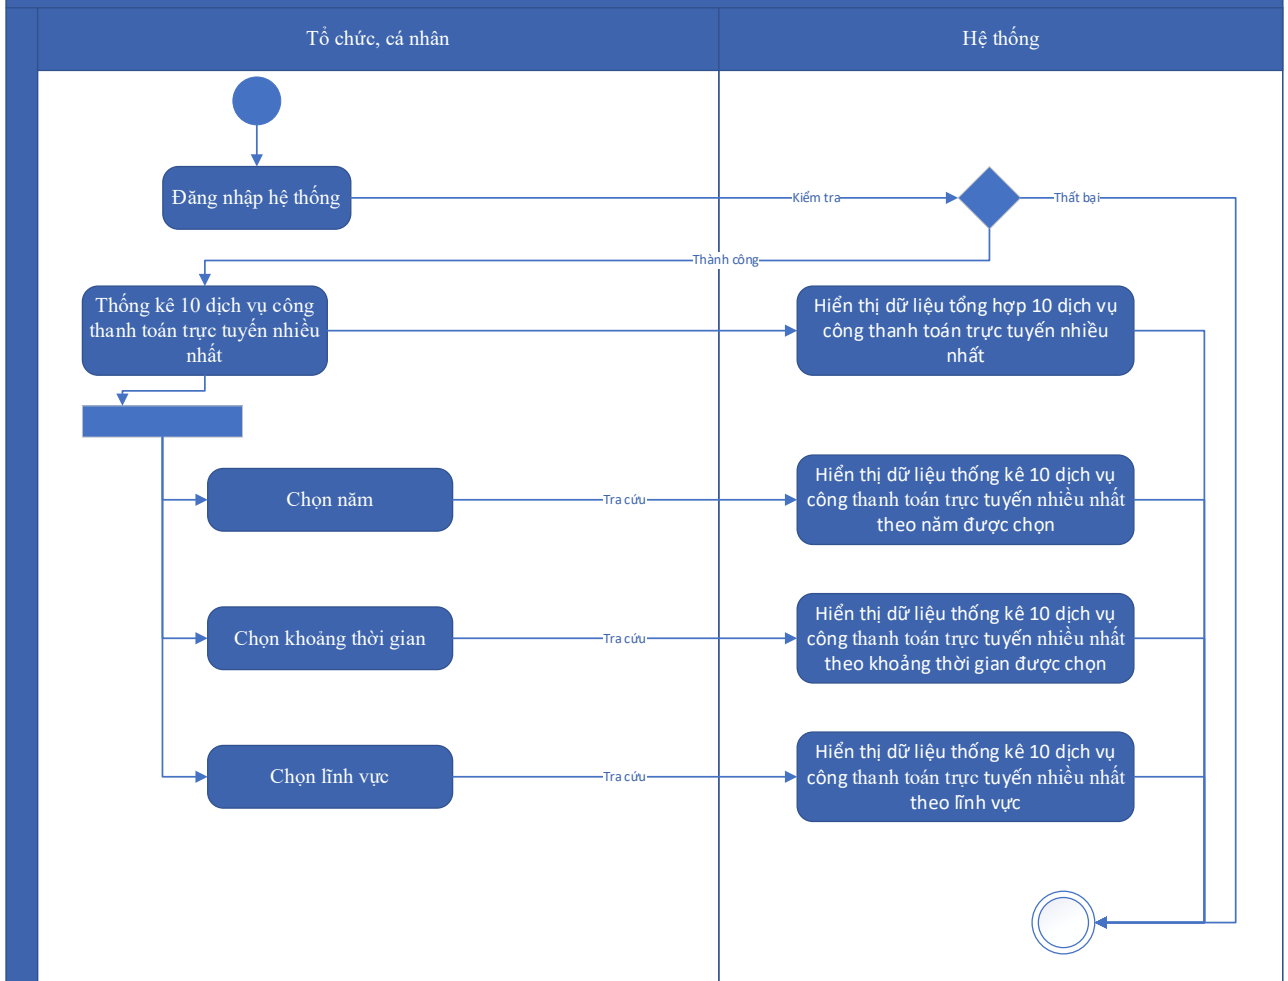 Tổ chức, cá nhân
Hệ thống
Đăng nhập hệ thống
Kiểm tra
Thất bại
Thành công
Thống kê 10 dịch vụ công
thanh toán trực tuyến nhiều
nhất
Hiển thị dữ liệu tổng hợp 10 dịch vụ
công thanh toán trực tuyến nhiều
nhất
Chọn năm
Tra cứu
Hiển thị dữ liệu thống kê 10 dịch vụ
công thanh toán trực tuyến nhiều nhất
theo năm được chọn
Chọn khoảng thời gian
Tra cứu
Hiển thị dữ liệu thống kê 10 dịch vụ
công thanh toán trực tuyến nhiều nhất
theo khoảng thời gian được chọn
Chọn lĩnh vực
Tra cứu
Hiển thị dữ liệu thống kê 10 dịch vụ
công thanh toán trực tuyến nhiều nhất
theo lĩnh vực